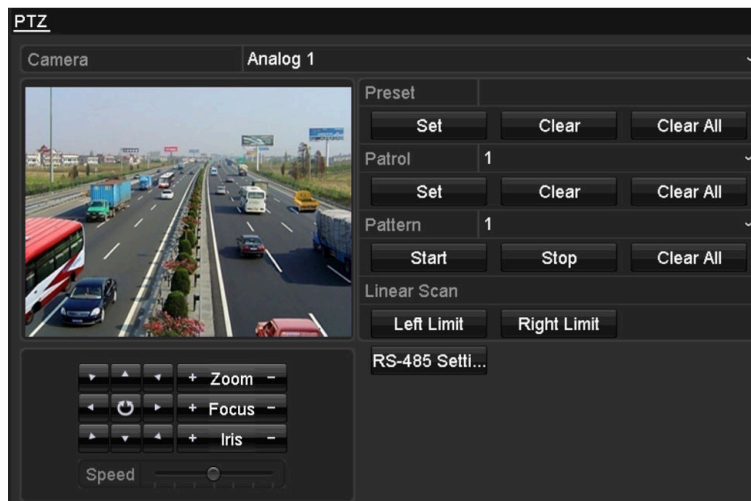 PTZ
Camera Analog 1
Preset
Set Clear Clear All
Patrol 1
Set Clear Clear All
Pattern 1
Start Stop Clear All
Linear Scan
Left Limit Right Limit
RS-485 Setti...
+ Zoom -
+ Focus -
+ Iris -
Speed